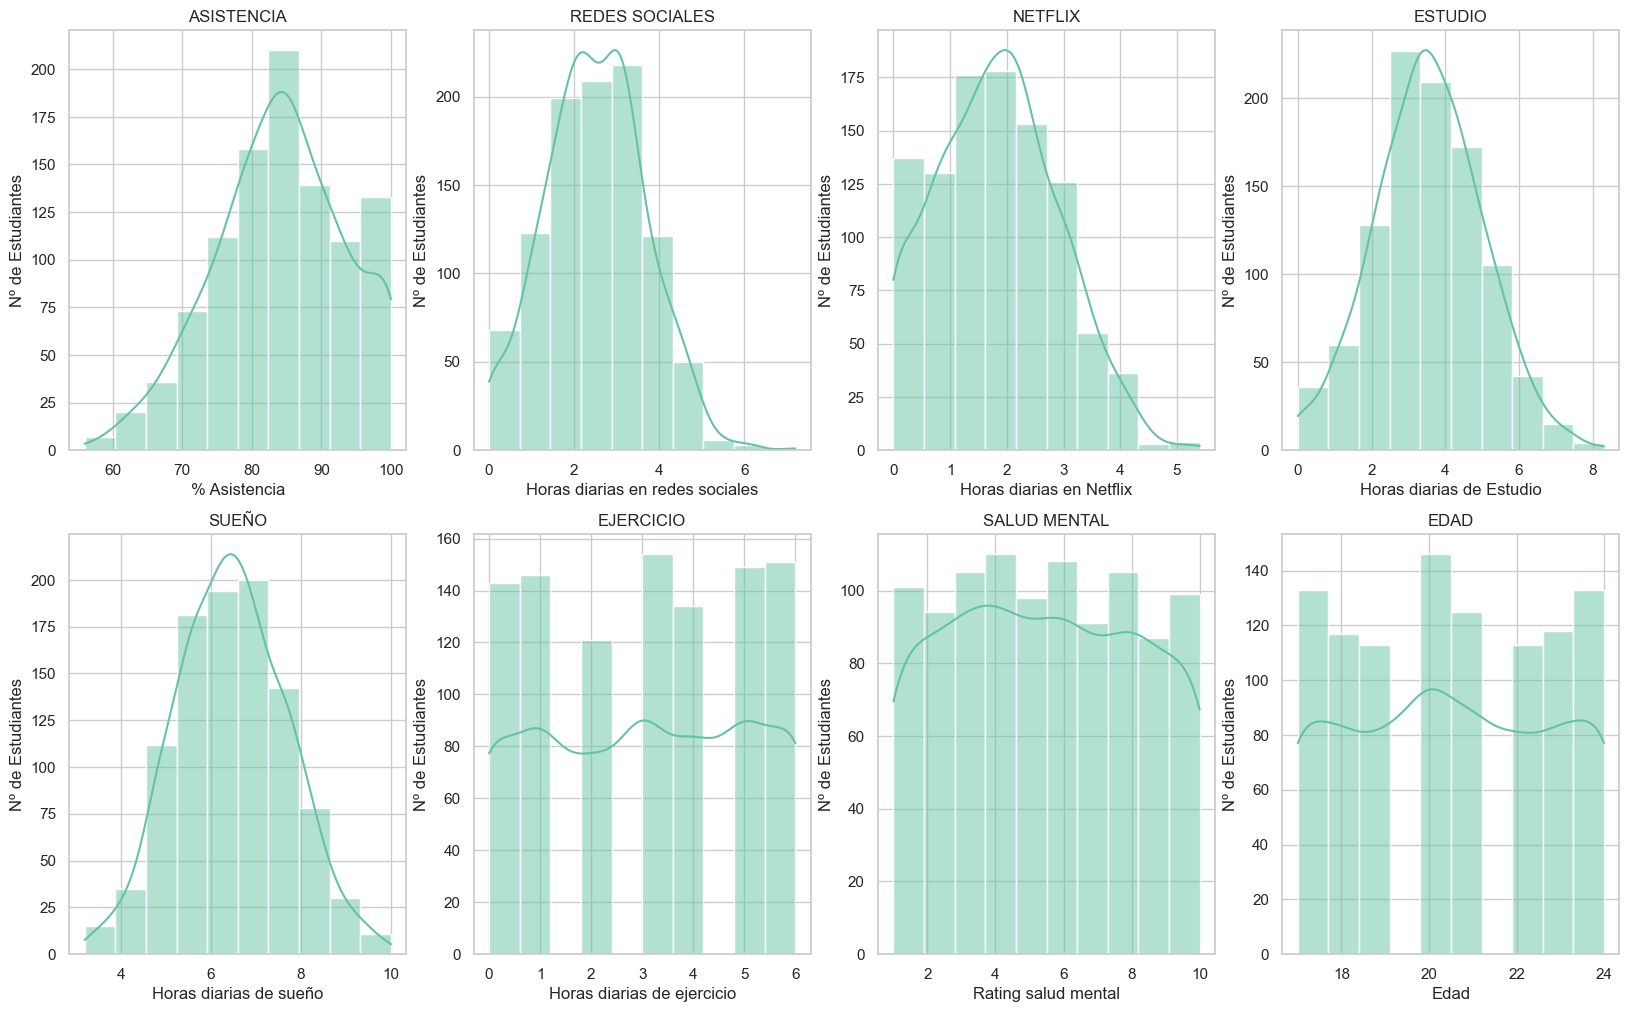 ASISTENCIA
Nº de Estudiantes
200
175
150
125
100
75
50
25
0
60 70 80 90 100
% Asistencia
REDES SOCIALES
Nº de Estudiantes
200
150
100
50
0
0 2 4 6
Horas diarias en redes sociales
NETFLIX
Nº de Estudiantes
175
150
125
100
75
50
25
0
0 1 2 3 4 5
Horas diarias en Netflix
ESTUDIO
Nº de Estudiantes
200
150
100
50
0
0 2 4 6 8
Horas diarias de Estudio
SUEÑO
Nº de Estudiantes
200
175
150
125
100
75
50
25
0
4 6 8 10
Horas diarias de sueño
EJERCICIO
Nº de Estudiantes
160
140
120
100
80
60
40
20
0
0 1 2 3 4 5 6
Horas diarias de ejercicio
SALUD MENTAL
Nº de Estudiantes
100
80
60
40
20
0
2 4 6 8 10
Rating salud mental
EDAD
Nº de Estudiantes
140
120
100
80
60
40
20
0
18 20 22 24
Edad